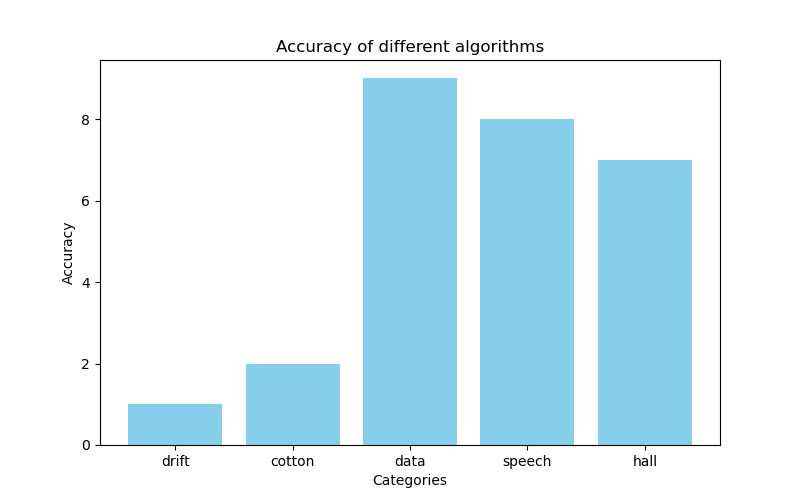 Accuracy of different algorithms
Accuracy
8
6
4
2
0
drift cotton data speech hall
Categories